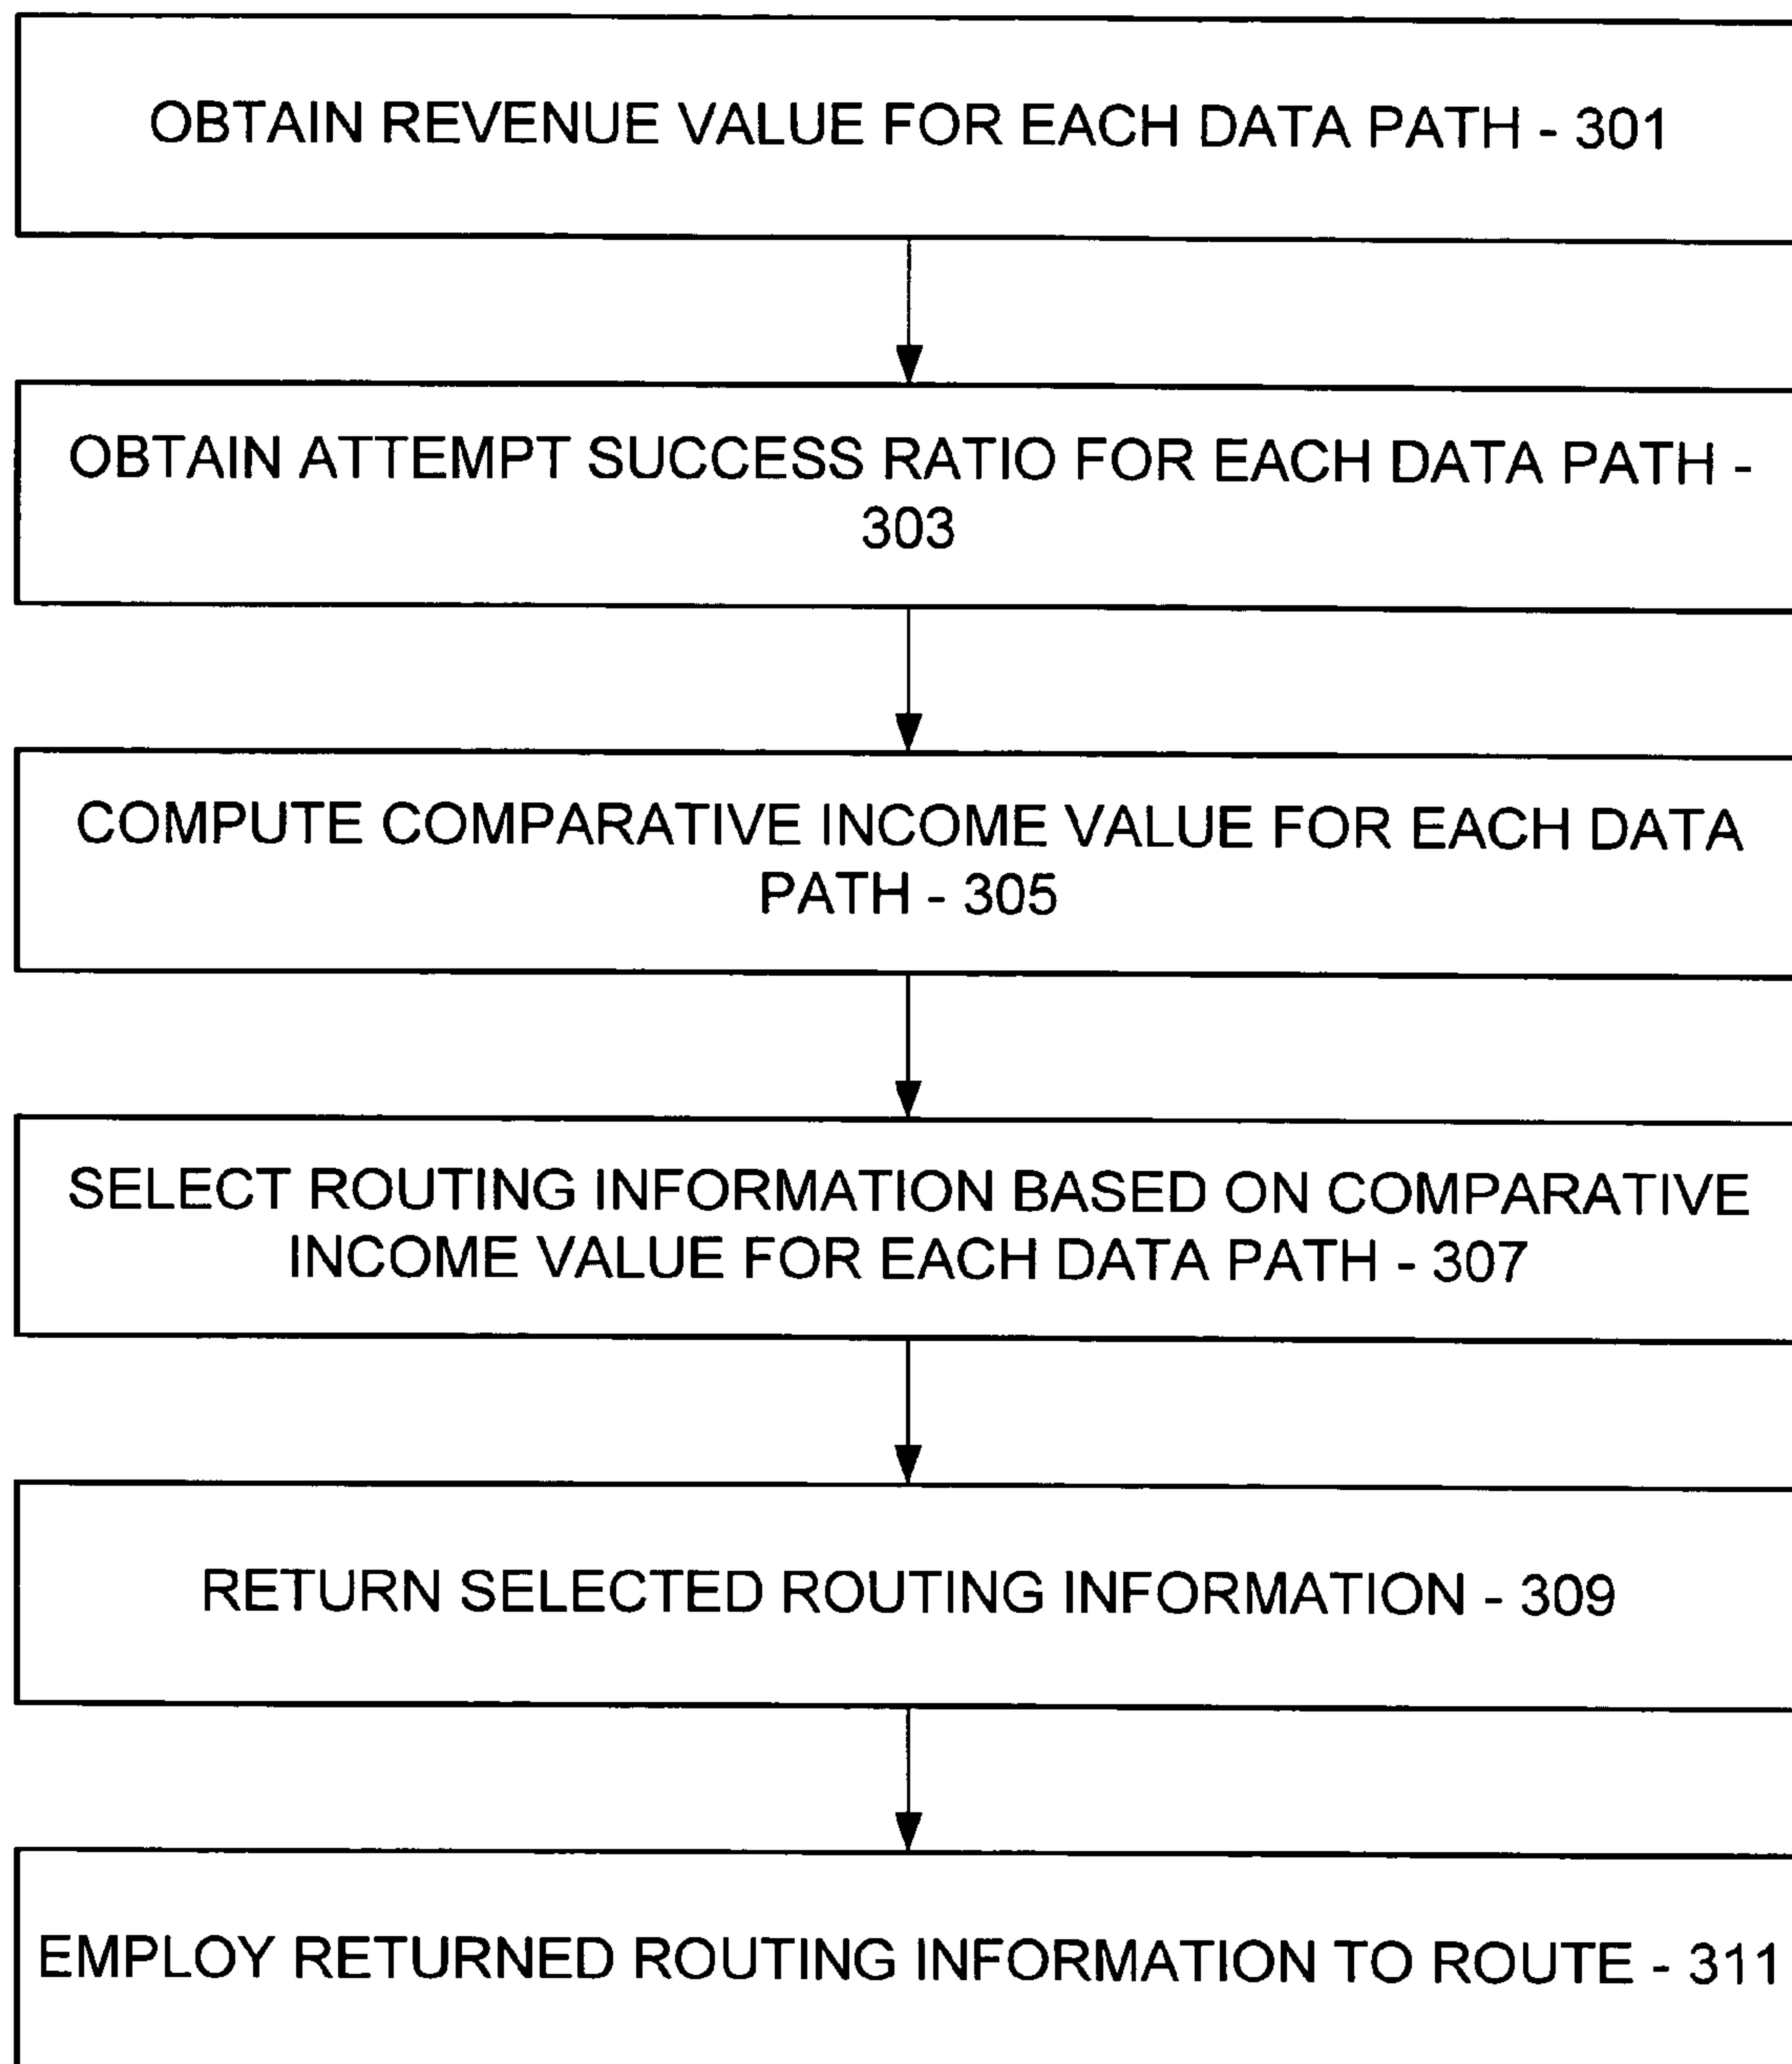 OBTAIN REVENUE VALUE FOR EACH DATA PATH - 301
OBTAIN ATTEMPT SUCCESS RATIO FOR EACH DATA PATH -
303
COMPUTE COMPARATIVE INCOME VALUE FOR EACH DATA
PATH - 305
SELECT ROUTING INFORMATION BASED ON COMPARATIVE
INCOME VALUE FOR EACH DATA PATH - 307
RETURN SELECTED ROUTING INFORMATION - 309
EMPLOY RETURNED ROUTING INFORMATION TO ROUTE - 311